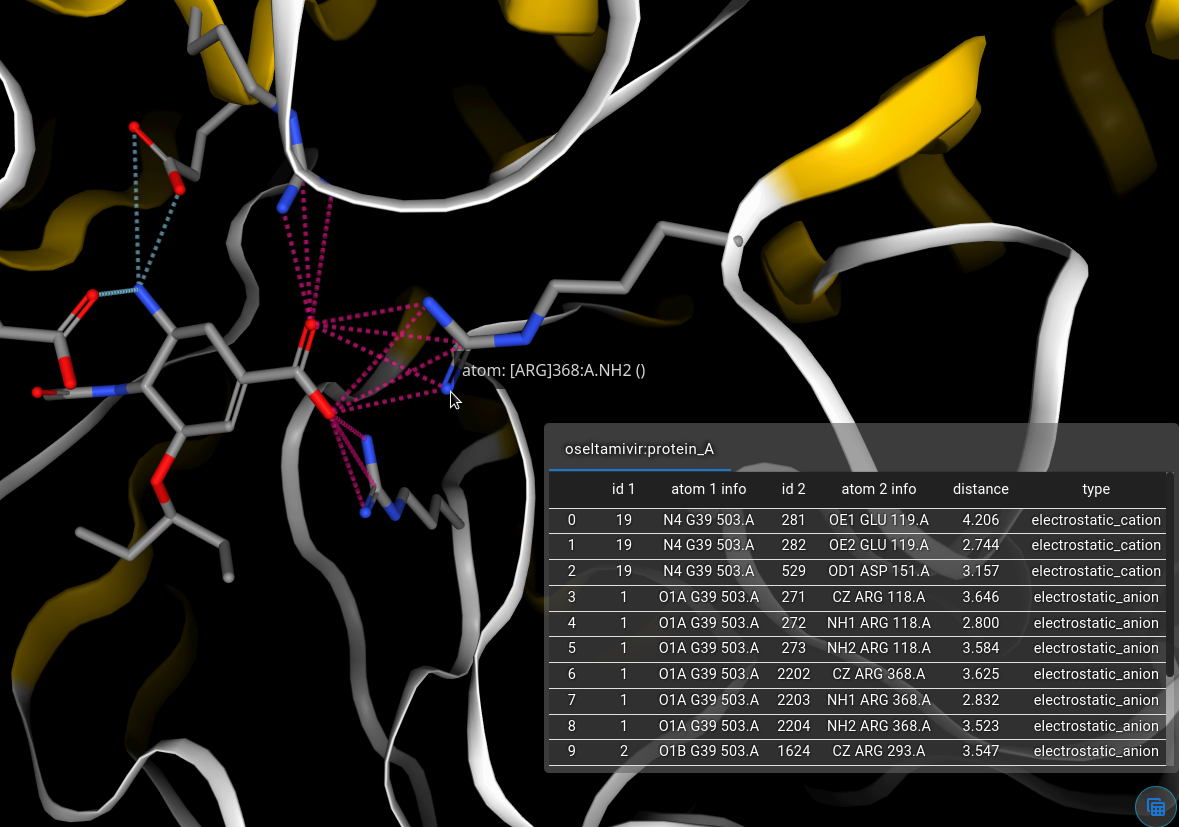 atom: [ARG]368:A.NH2 ()
oseltamivir:protein_A
id 1 atom 1 info id 2 atom 2 info distance type
0 19 N4 G39 503.A 281 OE1 GLU 119.A 4.206 electrostatic_cation
1 19 N4 G39 503.A 282 OE2 GLU 119.A 2.744 electrostatic_cation
2 19 N4 G39 503.A 529 OD1 ASP 151.A 3.157 electrostatic_cation
3 1 O1A G39 503.A 271 CZ ARG 118.A 3.646 electrostatic_anion
4 1 O1A G39 503.A 272 NH1 ARG 118.A 2.800 electrostatic_anion
5 1 O1A G39 503.A 273 NH2 ARG 118.A 3.584 electrostatic_anion
6 1 O1A G39 503.A 2202 CZ ARG 368.A 3.625 electrostatic_anion
7 1 O1A G39 503.A 2203 NH1 ARG 368.A 2.832 electrostatic_anion
8 1 O1A G39 503.A 2204 NH2 ARG 368.A 3.523 electrostatic_anion
9 2 O1B G39 503.A 1624 CZ ARG 293.A 3.547 electrostatic_anion